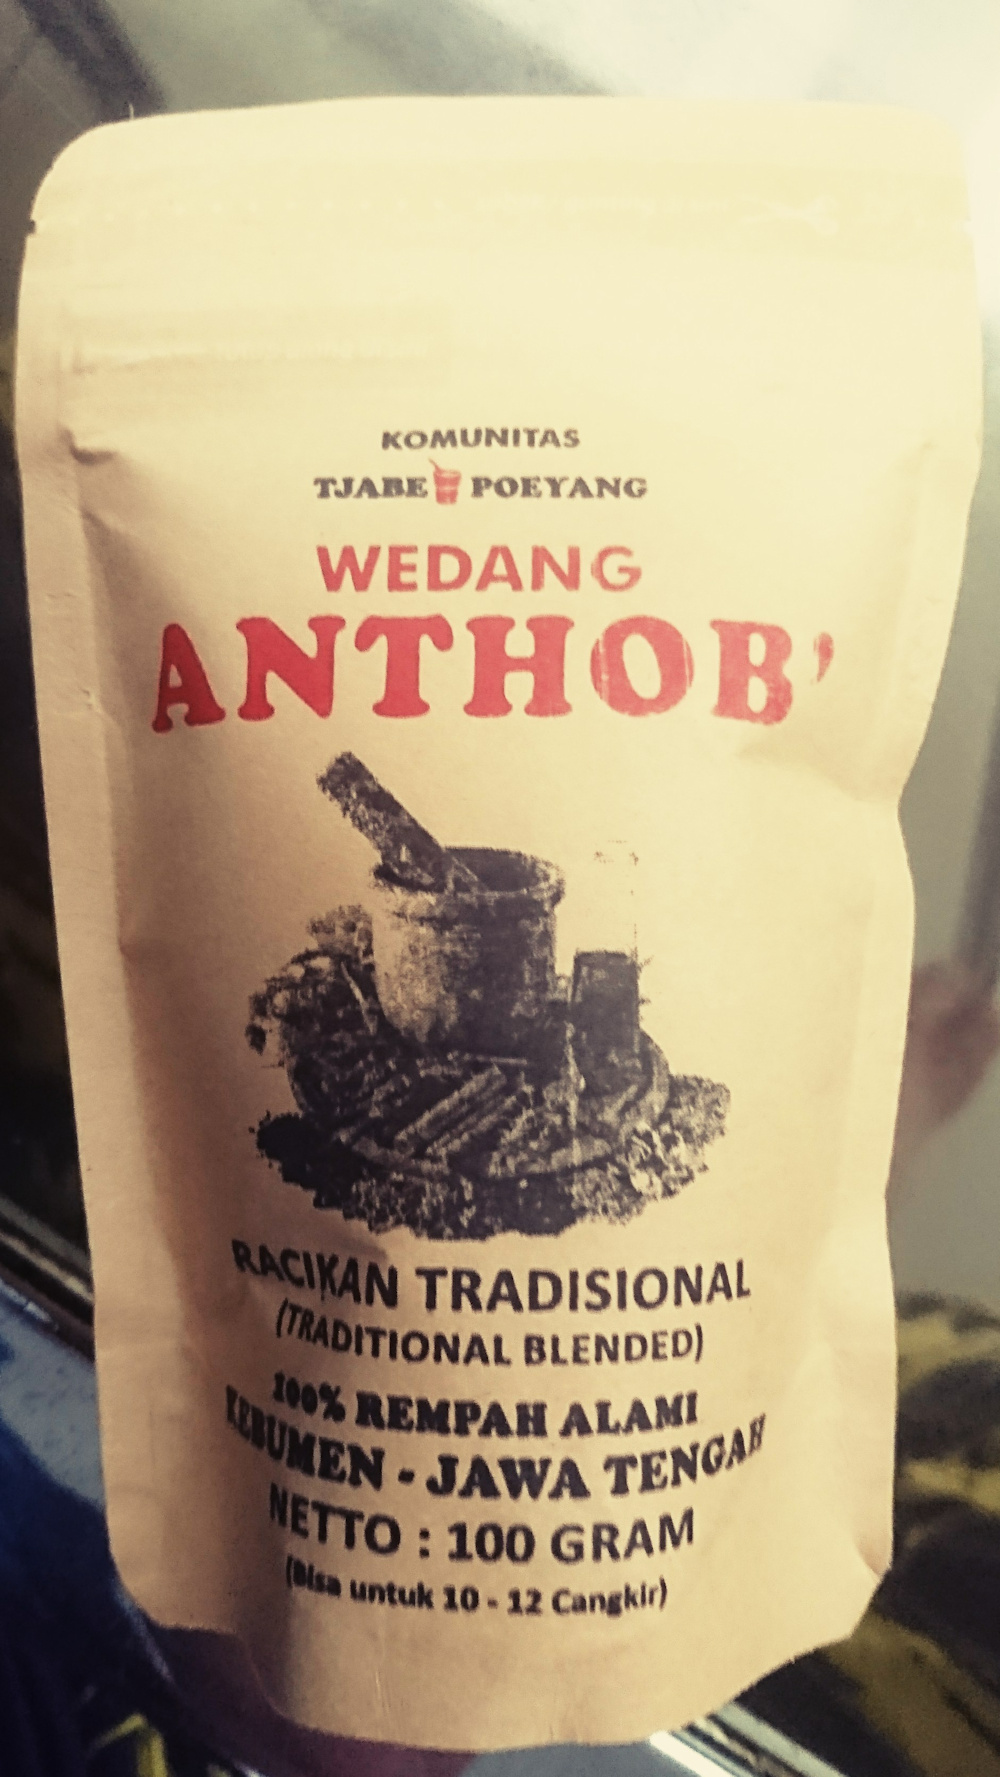 KOMUNITAS
TJABE POEYANG
WEDANG
ANTHOB'
RACIKAN TRADISIONAL
(TRADITIONAL BLENDED)
100% REMPAH ALAMI
KEBUMEN - JAWA TENGAH
NETTO : 100 GRAM
(Bisa untuk 10 - 12 Cangkir)